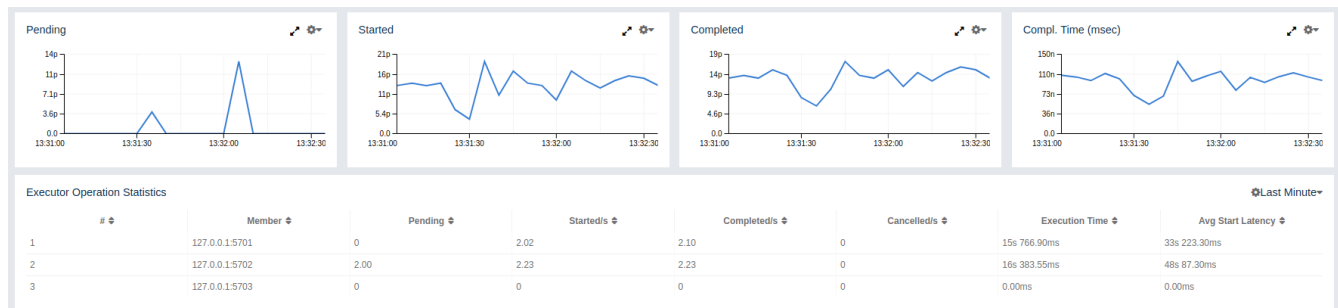 Pending
14p
11p
7.1p
3.6p
0.0
13:31:00 13:31:30 13:32:00 13:32:30
Started
21p
16p
11p
5.4p
0.0
13:31:00 13:31:30 13:32:00 13:32:30
Completed
19p
14p
9.3p
4.6p
0.0
13:31:00 13:31:30 13:32:00 13:32:30
Compl. Time (msec)
150n
110n
73n
36n
0.0
13:31:00 13:31:30 13:32:00 13:32:30
Executor Operation Statistics Last Minute
# Member Pending Started/s Completed/s Cancelled/s Execution Time Avg Start Latency
1 127.0.0.1:5701 0 2.02 2.10 0 15s 766.90ms 33s 223.30ms
2 127.0.0.1:5702 2.00 2.23 2.23 0 16s 383.55ms 48s 87.30ms
3 127.0.0.1:5703 0 0 0 0 0.00ms 0.00ms